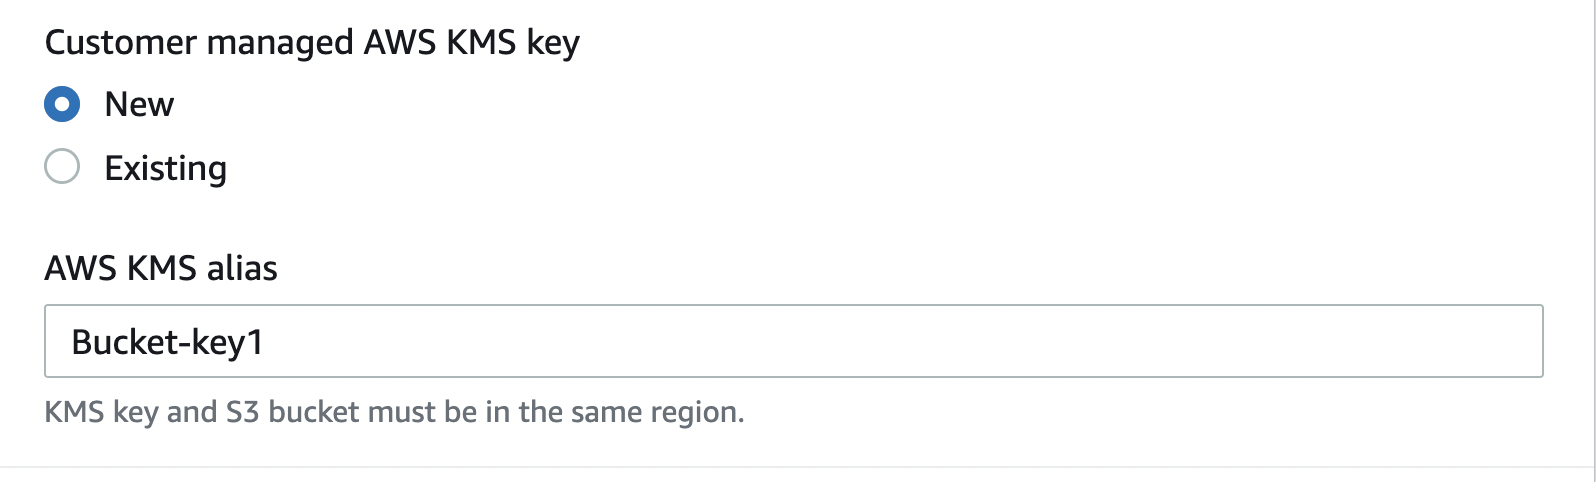 Customer managed AWS KMS key
New
Existing
AWS KMS alias
Bucket-key1
KMS key and S3 bucket must be in the same region.